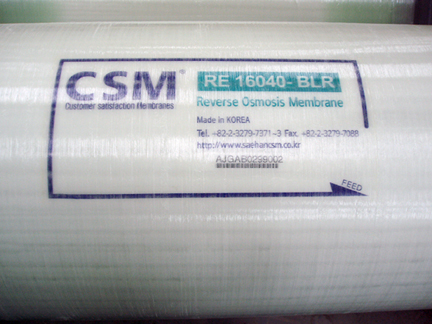 CSM®
Customer satisfaction Membranes
RE 16040- BLR
Reverse Osmosis Membrane
Made in KOREA
Tel. +82-2-3279-7371~3 Fax. +82-2-3279-7088
http://www.saehancsm.co.kr
AJGAB0299002
FEED